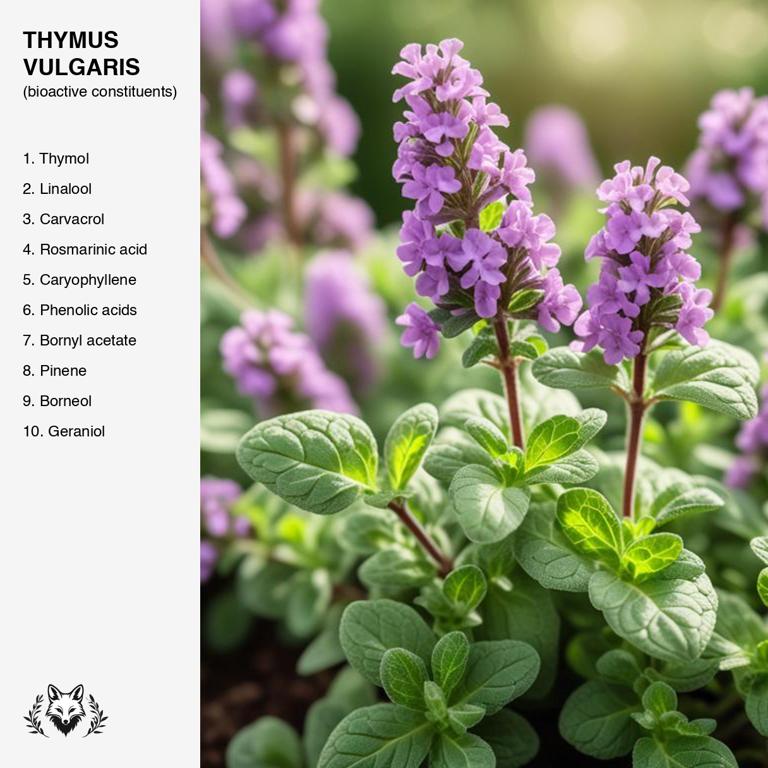 THYMUS
VULGARIS
(bioactive constituents)
1. Thymol
2. Linalool
3. Carvacrol
4. Rosmarinic acid
5. Caryophyllene
6. Phenolic acids
7. Bornyl acetate
8. Pinene
9. Borneol
10. Geraniol